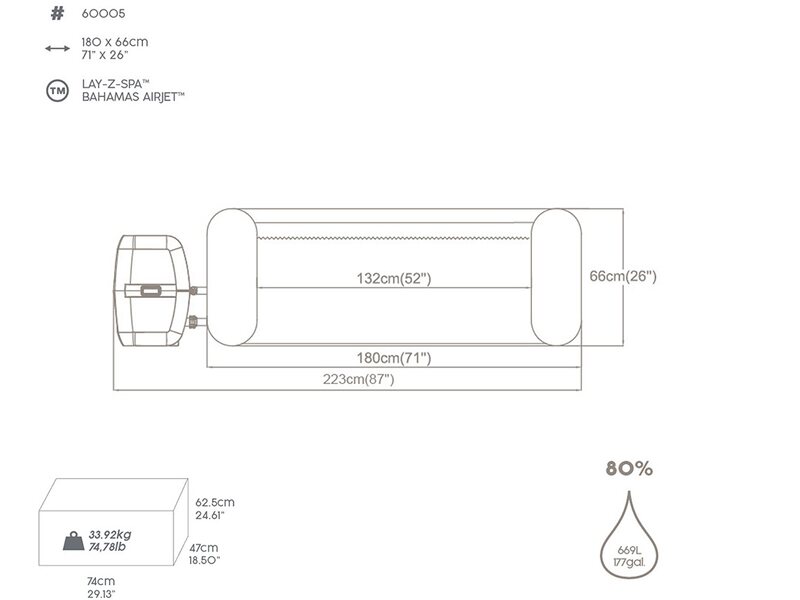 # 60005
180 x 66cm
71" x 26"
TM LAY-Z-SPA™
BAHAMAS AIRJET™
132cm(52")
66cm(26")
180cm(71")
223cm(87")
80%
669L
177gal.
62.5cm
24.61"
33.92kg
74,78lb
47cm
18.50"
74cm
29.13"